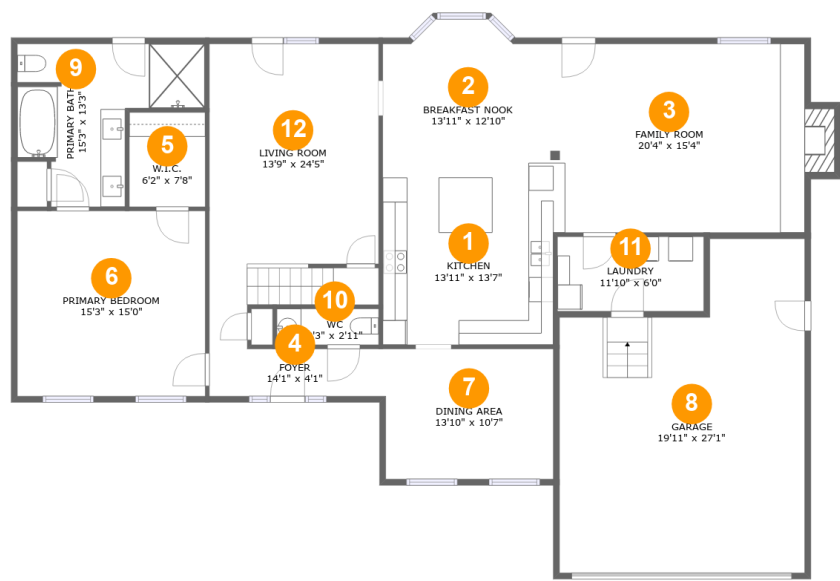 9
PRIMARY BATH
15'3" x 13'3"
5
W.I.C.
6'2" x 7'8"
12
LIVING ROOM
13'9" x 24'5"
2
BREAKFAST NOOK
13'11" x 12'10"
3
FAMILY ROOM
20'4" x 15'4"
6
PRIMARY BEDROOM
15'3" x 15'0"
1
KITCHEN
13'11" x 13'7"
11
LAUNDRY
11'10" x 6'0"
10
WC
'3" x 2'11"
4
FOYER
14'1" x 4'1"
7
DINING AREA
13'10" x 10'7"
8
GARAGE
19'11" x 27'1"